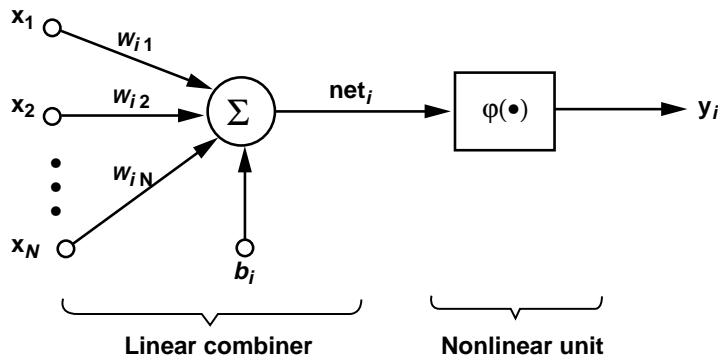 x1
wi1
x2
wi2
Σ
neti
φ(•)
yi
wiN
xN
bi
Linear combiner
Nonlinear unit